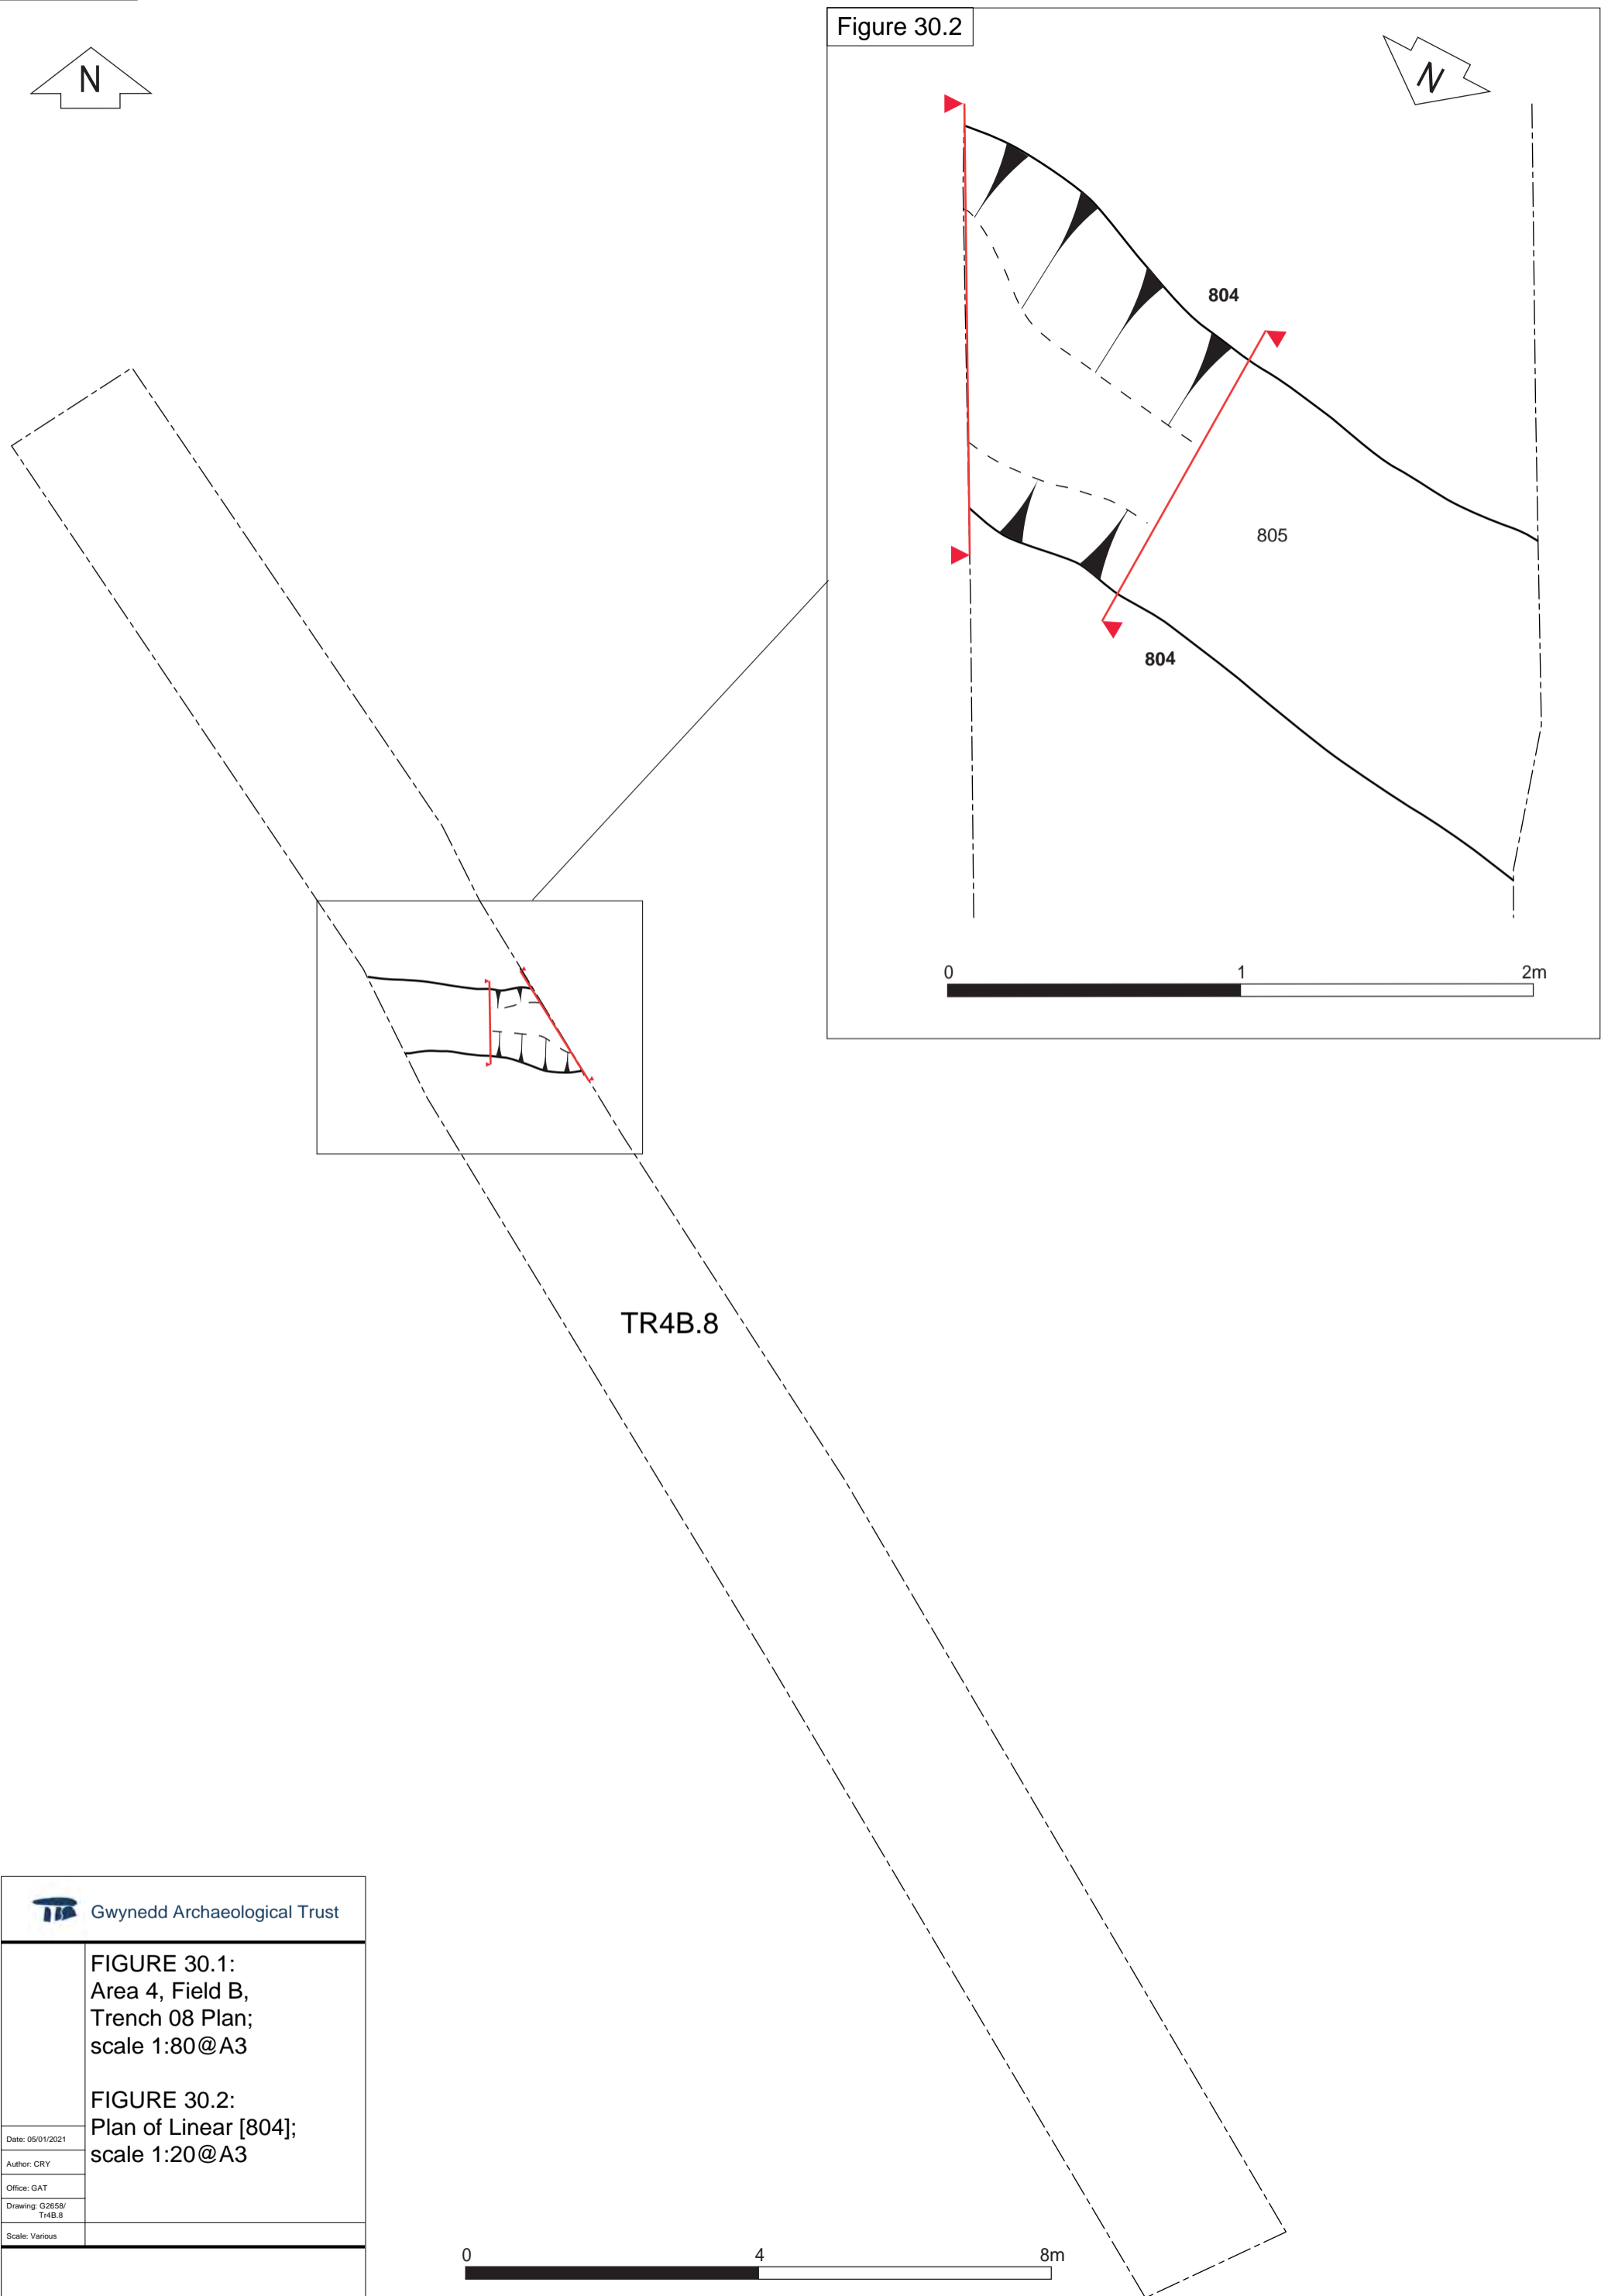 Figure 30.2
N
N
804
805
804
0 1 2m
TR4B.8
Gwynedd Archaeological Trust
FIGURE 30.1:
Area 4, Field B,
Trench 08 Plan;
scale 1:80@A3
FIGURE 30.2:
Plan of Linear [804];
scale 1:20@A3
Date: 05/01/2021
Author: CRY
Office: GAT
Drawing: G2658/
Tr4B.8
Scale: Various
0 4 8m